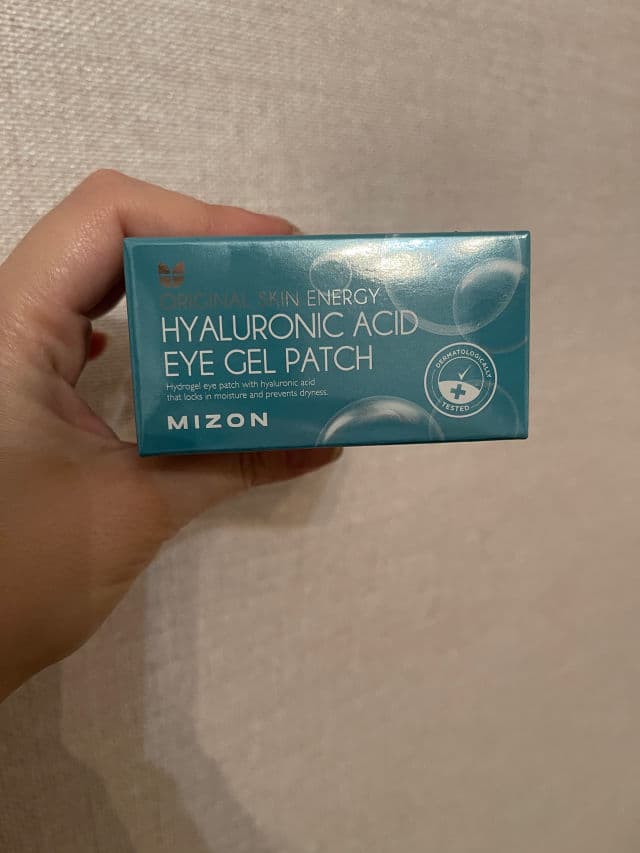 ORIGINAL SKIN ENERGY
HYALURONIC ACID
EYE GEL PATCH
Hydrogel eye patch with hyaluronic acid
that locks in moisture and prevents dryness.
MIZON
DERMATOLOGICALLY
TESTED